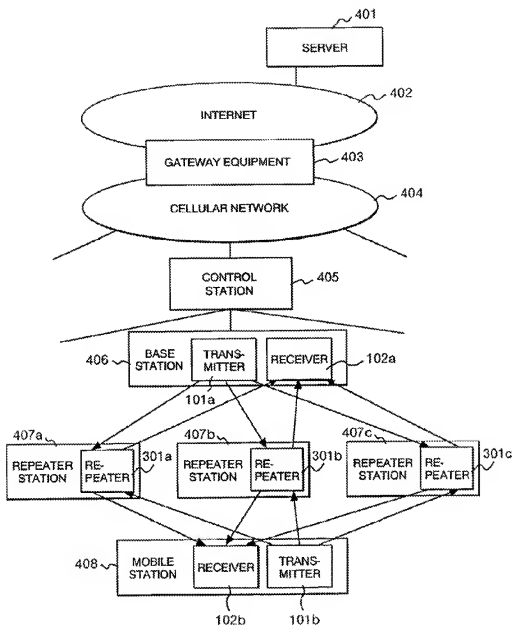 401
SERVER
402
INTERNET
GATEWAY EQUIPMENT
403
404
CELLULAR NETWORK
CONTROL
STATION
405
406
BASE
STATION
TRANS-
MITTER
RECEIVER
102a
101a
407a
REPEATER
STATION
RE-
PEATER
301a
407b
REPEATER
STATION
RE-
PEATER
301b
407c
REPEATER
STATION
RE-
PEATER
301c
408
MOBILE
STATION
RECEIVER
TRANS-
MITTER
102b
101b